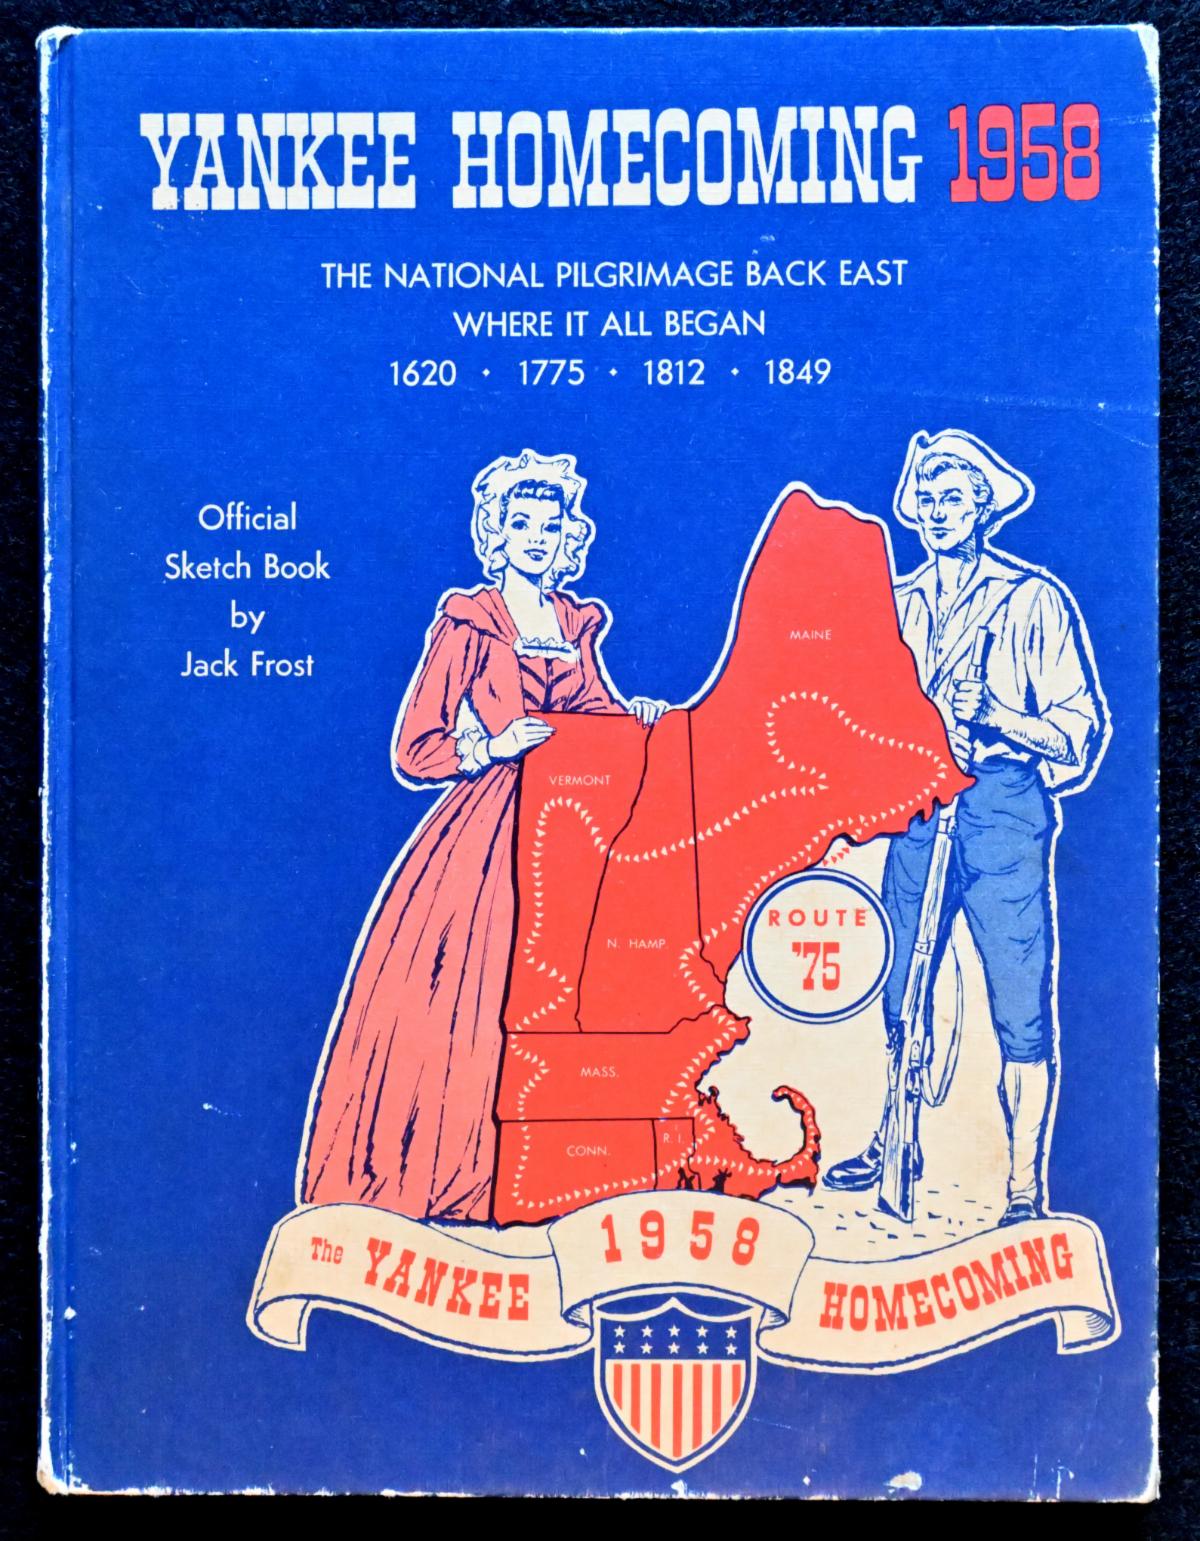 YANKEE HOMECOMING 1958
THE NATIONAL PILGRIMAGE BACK EAST
WHERE IT ALL BEGAN
1620 · 1775 · 1812 · 1849
Official
Sketch Book
by
Jack Frost
MAINE
VERMONT
N. HAMP.
ROUTE
'75
MASS.
CONN.
R. I.
The YANKEE 1958 HOMECOMING